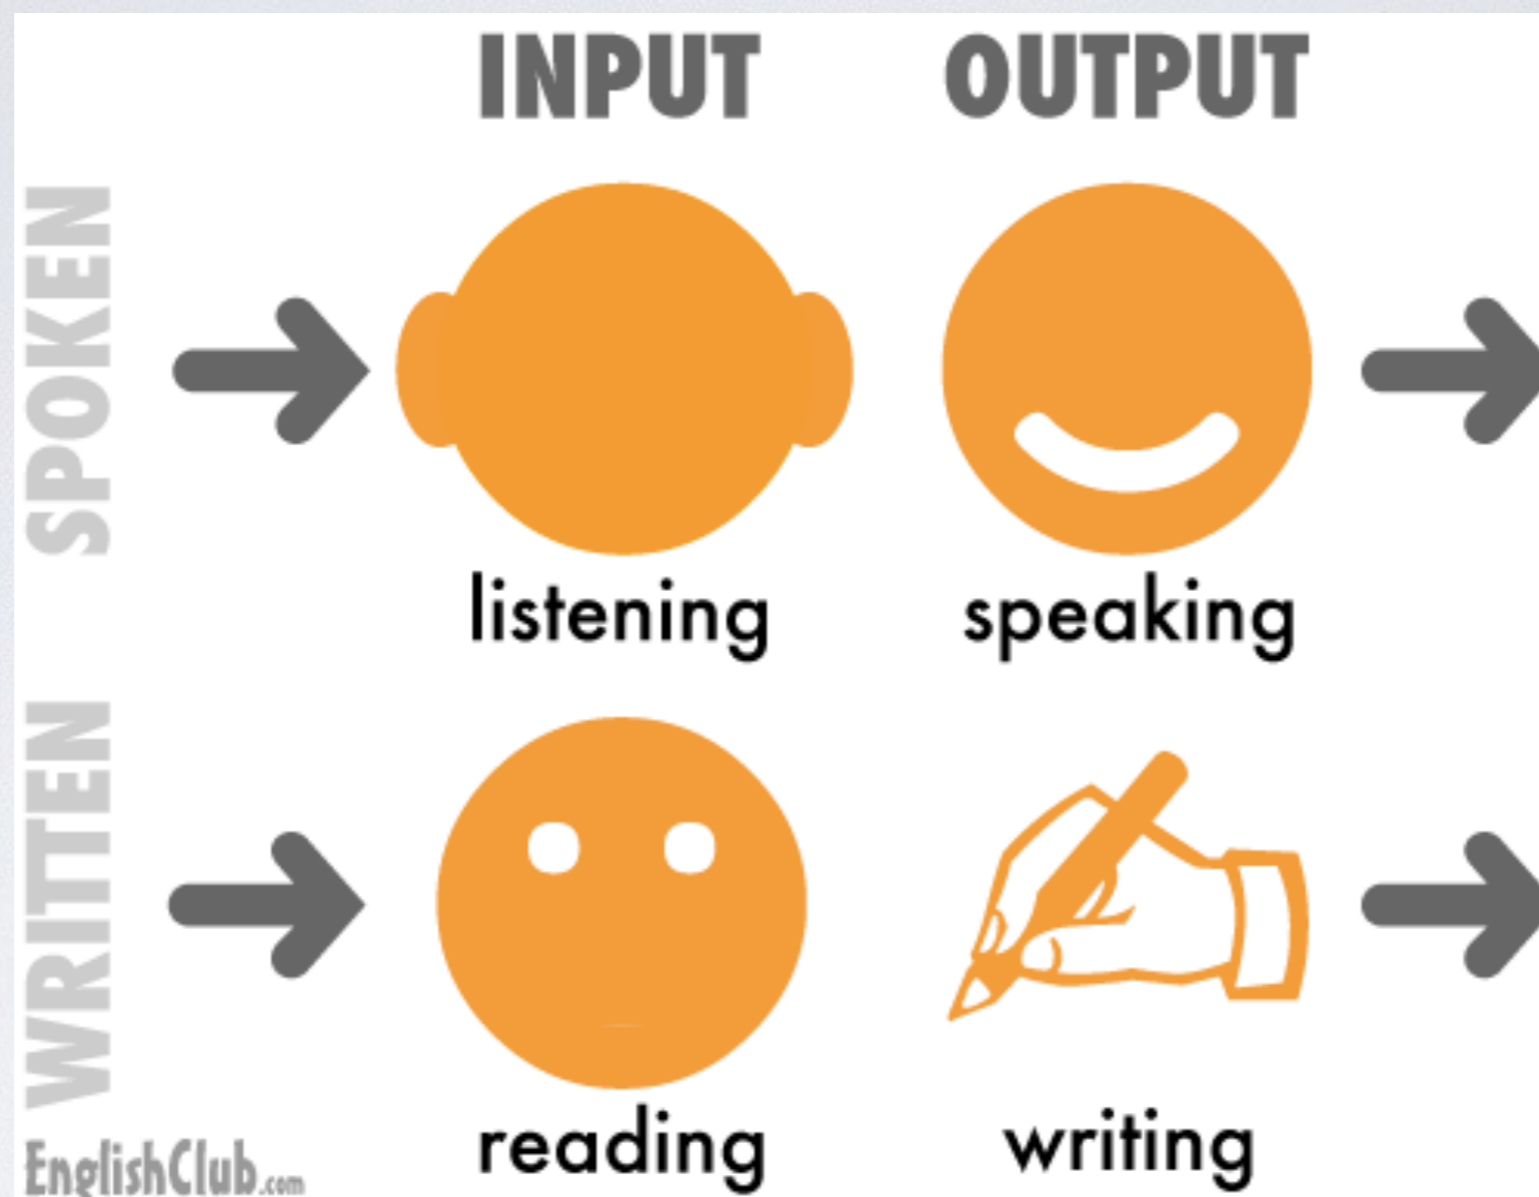 INPUT OUTPUT
SPOKEN
listening speaking
WRITTEN
reading writing
EnglishClub.com